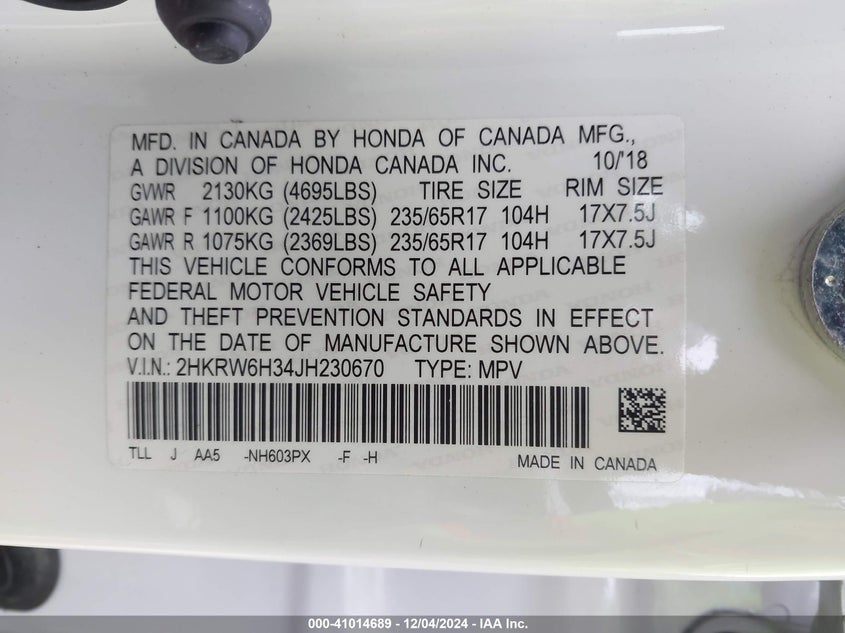 MFD. IN CANADA BY HONDA OF CANADA MFG.,
A DIVISION OF HONDA CANADA INC. 10/'18
GVWR 2130KG (4695LBS) TIRE SIZE RIM SIZE
GAWR F 1100KG (2425LBS) 235/65R17 104H 17X7.5J
GAWR R 1075KG (2369LBS) 235/65R17 104H 17X7.5J
THIS VEHICLE CONFORMS TO ALL APPLICABLE
FEDERAL MOTOR VEHICLE SAFETY
AND THEFT PREVENTION STANDARDS IN EFFECT
ON THE DATE OF MANUFACTURE SHOWN ABOVE.
V.I.N.: 2HKRW6H34JH230670 TYPE: MPV
TLL J AA5 -NH603PX -F -H
MADE IN CANADA
000-41014689 - 12/04/2024 - IAA Inc.